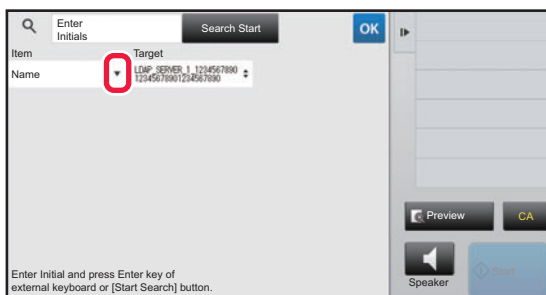 Enter
Initials
Search Start
OK
Item
Target
Name
LDAP_SERVER_1_1234567890
12345678901234567890
Preview
CA
Enter Initial and press Enter key of
external keyboard or [Start Search] button.
Speaker
Start